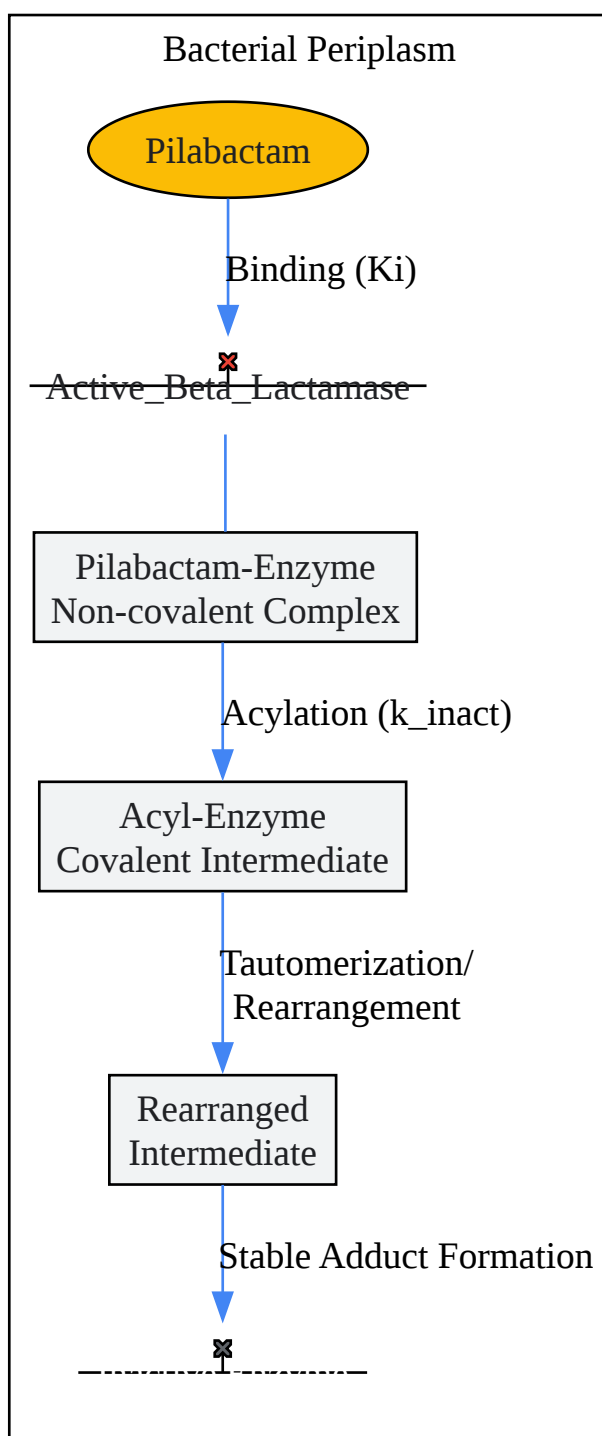 Bacterial Periplasm
Pilabactam
Binding (Ki)
Active_Beta_Lactamase
Pilabactam-Enzyme
Non-covalent Complex
Acylation (k_inact)
Acyl-Enzyme
Covalent Intermediate
Tautomerization/
Rearrangement
Rearranged
Intermediate
Stable Adduct Formation